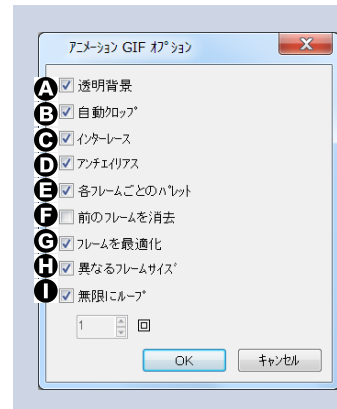 アニメーション GIF オプション
A 透明背景
B 自動クロップ
C インターレース
D アンチエイリアス
E 各フレームごとのパレット
F 前のフレームを消去
G フレームを最適化
H 異なるフレームサイズ
I 無限にループ
1 回
OK キャンセル